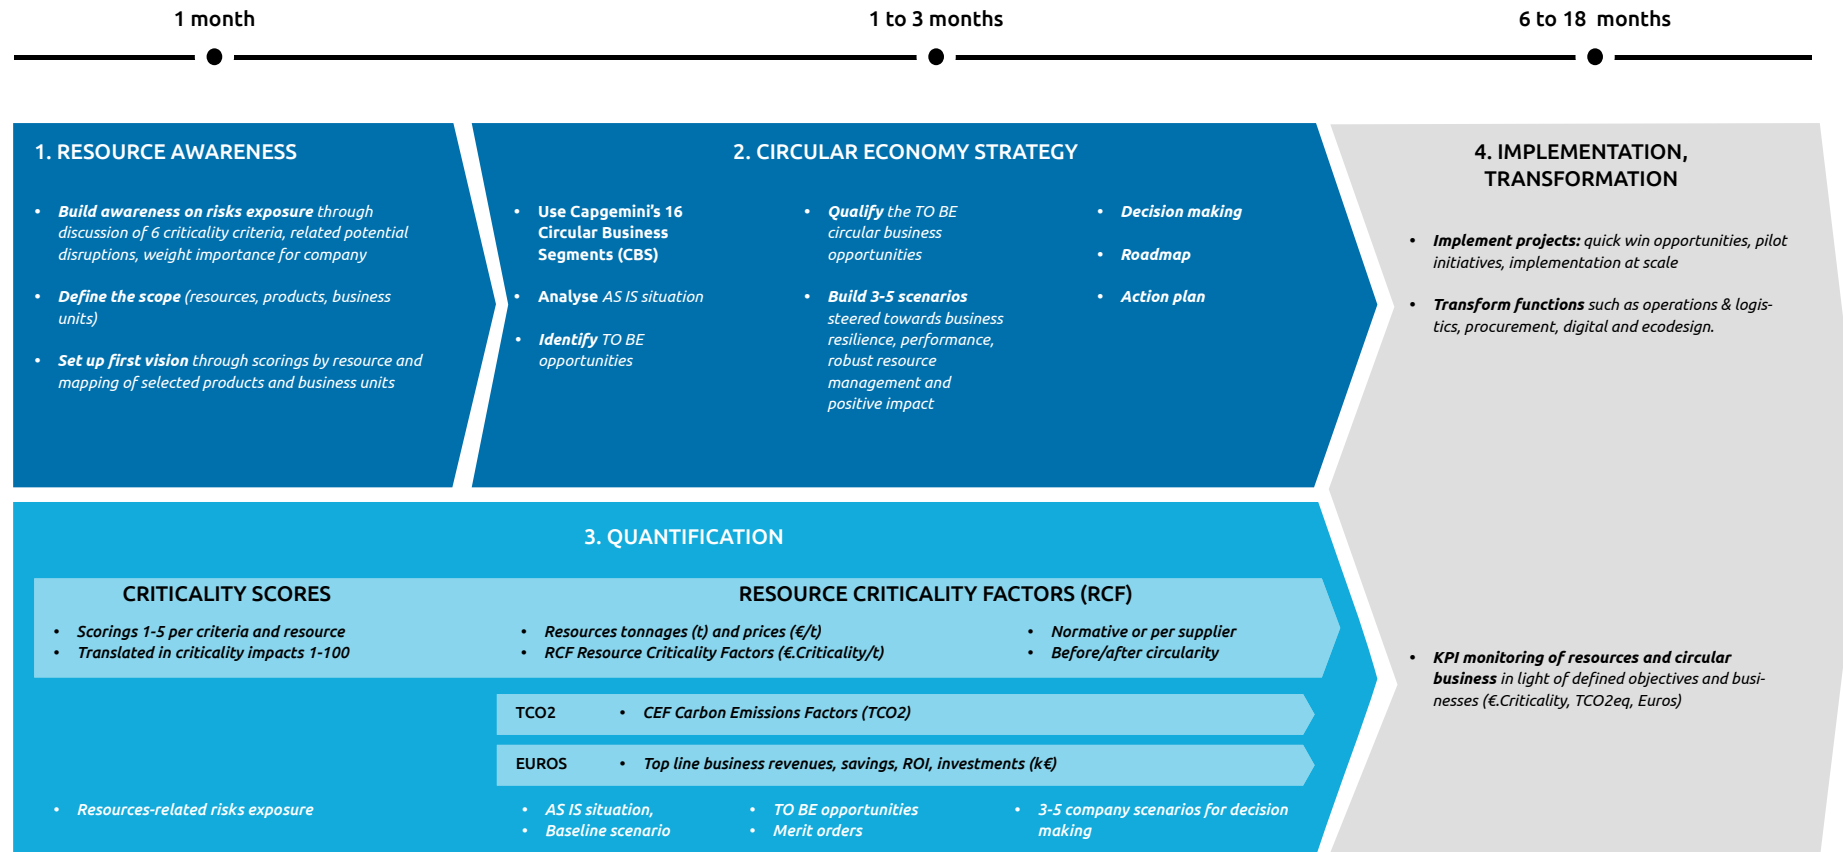 1 month
1 to 3 months
6 to 18 months
1. RESOURCE AWARENESS
• Build awareness on risks exposure through
discussion of 6 criticality criteria, related potential
disruptions, weight importance for company
• Define the scope (resources, products, business
units)
• Set up first vision through scorings by resource and
mapping of selected products and business units
2. CIRCULAR ECONOMY STRATEGY
• Use Capgemini's 16
Circular Business
Segments (CBS)
• Analyse AS IS situation
• Identify TO BE
opportunities
• Qualify the TO BE
circular business
opportunities
• Build 3-5 scenarios
steered towards business
resilience, performance,
robust resource
management and
positive impact
• Decision making
• Roadmap
• Action plan
3. QUANTIFICATION
CRITICALITY SCORES
• Scorings 1-5 per criteria and resource
• Translated in criticality impacts 1-100
RESOURCE CRITICALITY FACTORS (RCF)
• Resources tonnages (t) and prices (€/t)
• RCF Resource Criticality Factors (€.Criticality/t)
• Normative or per supplier
• Before/after circularity
TCO2
• CEF Carbon Emissions Factors (TCO2)
EUROS
• Top line business revenues, savings, ROI, investments (k€)
• Resources-related risks exposure
• AS IS situation,
• Baseline scenario
• TO BE opportunities
• Merit orders
• 3-5 company scenarios for decision
making
4. IMPLEMENTATION,
TRANSFORMATION
• Implement projects: quick win opportunities, pilot
initiatives, implementation at scale
• Transform functions such as operations & logis-
tics, procurement, digital and ecodesign.
• KPI monitoring of resources and circular
business in light of defined objectives and busi-
nesses (€.Criticality, TCO2eq, Euros)